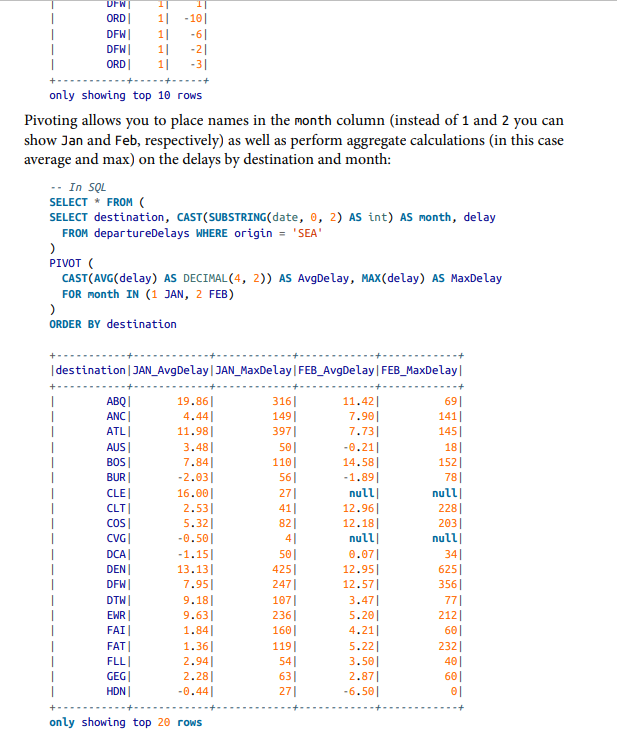 | DFW| 1| 1|
| ORD| 1| -10|
| DFW| 1| -6|
| DFW| 1| -2|
| ORD| 1| -3|
+-----------+-----+-----+
only showing top 10 rows
Pivoting allows you to place names in the month column (instead of 1 and 2 you can
show Jan and Feb, respectively) as well as perform aggregate calculations (in this case
average and max) on the delays by destination and month:
-- In SQL
SELECT * FROM (
SELECT destination, CAST(SUBSTRING(date, 0, 2) AS int) AS month, delay
FROM departureDelays WHERE origin = 'SEA'
)
PIVOT (
CAST(AVG(delay) AS DECIMAL(4, 2)) AS AvgDelay, MAX(delay) AS MaxDelay
FOR month IN (1 JAN, 2 FEB)
)
ORDER BY destination
+-----------+------------+------------+------------+------------+
|destination|JAN_AvgDelay|JAN_MaxDelay|FEB_AvgDelay|FEB_MaxDelay|
+-----------+------------+------------+------------+------------+
| ABQ| 19.86| 316| 11.42| 69|
| ANC| 4.44| 149| 7.90| 141|
| ATL| 11.98| 397| 7.73| 145|
| AUS| 3.48| 50| -0.21| 18|
| BOS| 7.84| 110| 14.58| 152|
| BUR| -2.03| 56| -1.89| 78|
| CLE| 16.00| 27| null| null|
| CLT| 2.53| 41| 12.96| 228|
| COS| 5.32| 82| 12.18| 203|
| CVG| -0.50| 4| null| null|
| DCA| -1.15| 50| 0.07| 34|
| DEN| 13.13| 425| 12.95| 625|
| DFW| 7.95| 247| 12.57| 356|
| DTW| 9.18| 107| 3.47| 77|
| EWR| 9.63| 236| 5.20| 212|
| FAI| 1.84| 160| 4.21| 60|
| FAT| 1.36| 119| 5.22| 232|
| FLL| 2.94| 54| 3.50| 40|
| GEG| 2.28| 63| 2.87| 60|
| HDN| -0.44| 27| -6.50| 0|
+-----------+------------+------------+------------+------------+
only showing top 20 rows